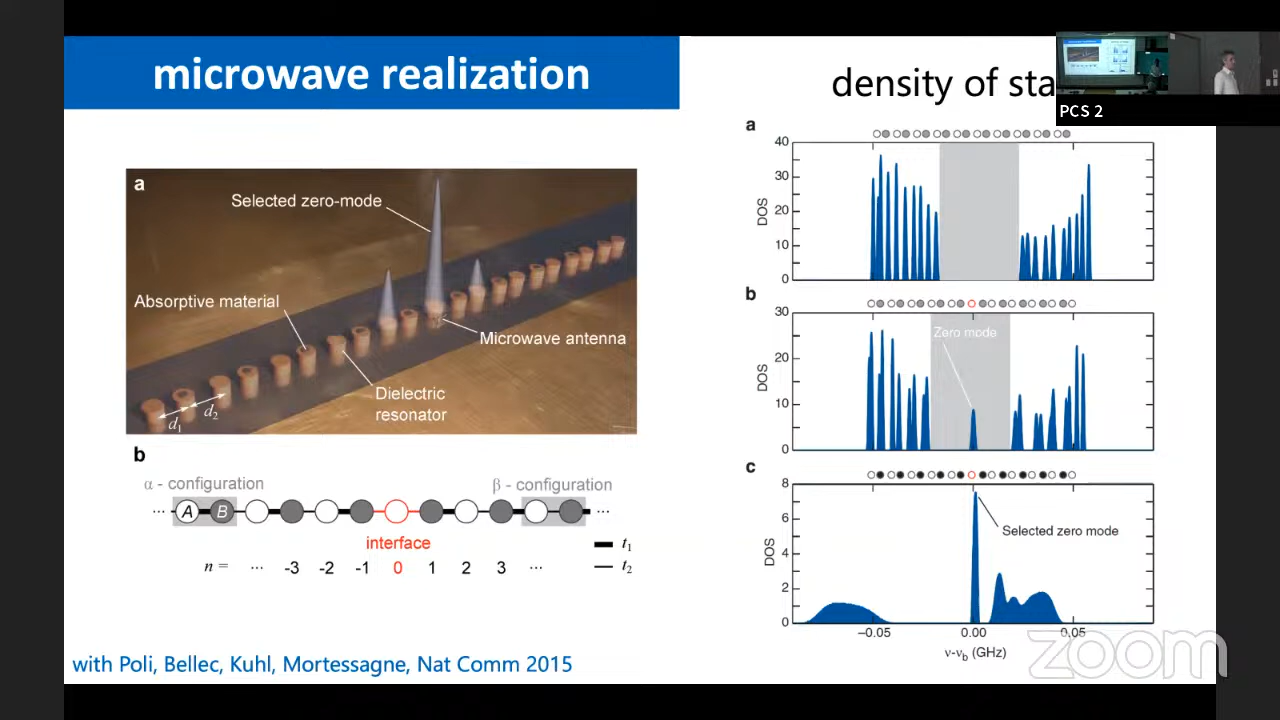 microwave realization
density of sta
PCS 2
a
Selected zero-mode
Absorptive material
Microwave antenna
Dielectric
resonator
d1
d2
b
α - configuration
β - configuration
... A B ...
interface
t1
n = ... -3 -2 -1 0 1 2 3 ...
t2
with Poli, Bellec, Kuhl, Mortessagne, Nat Comm 2015
a
40
30
20
10
0
DOS
b
30
20
10
0
DOS
Zero mode
c
8
6
4
2
0
DOS
Selected zero mode
−0.05 0.00 0.05
ν-νb (GHz)
zoom